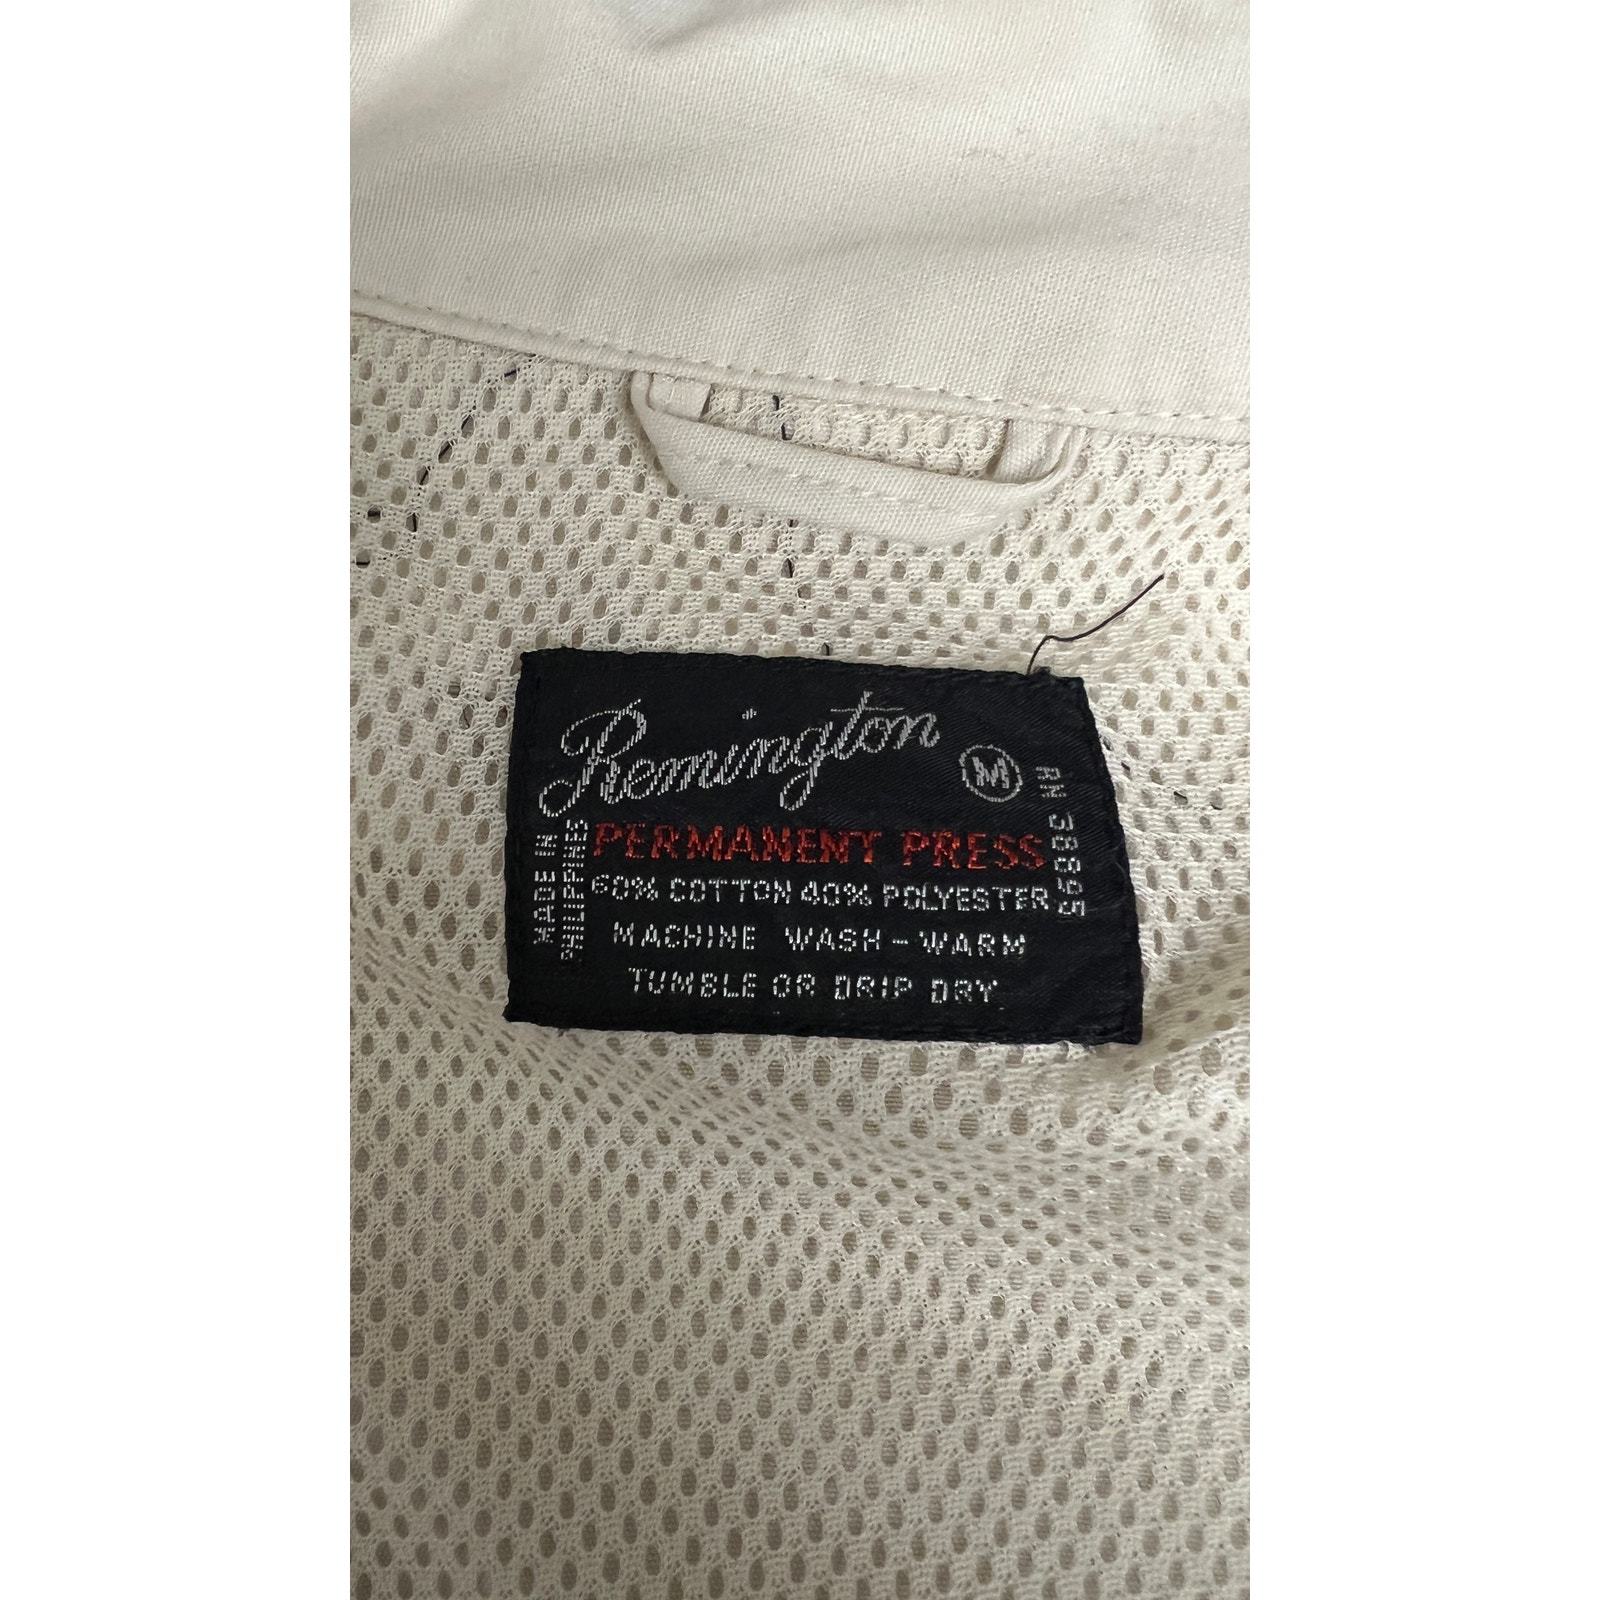 Remington
M
RN 38895
MADE IN
PHILIPPINES
PERMANENT PRESS
60% COTTON 40% POLYESTER
MACHINE WASH-WARM
TUMBLE OR DRIP DRY